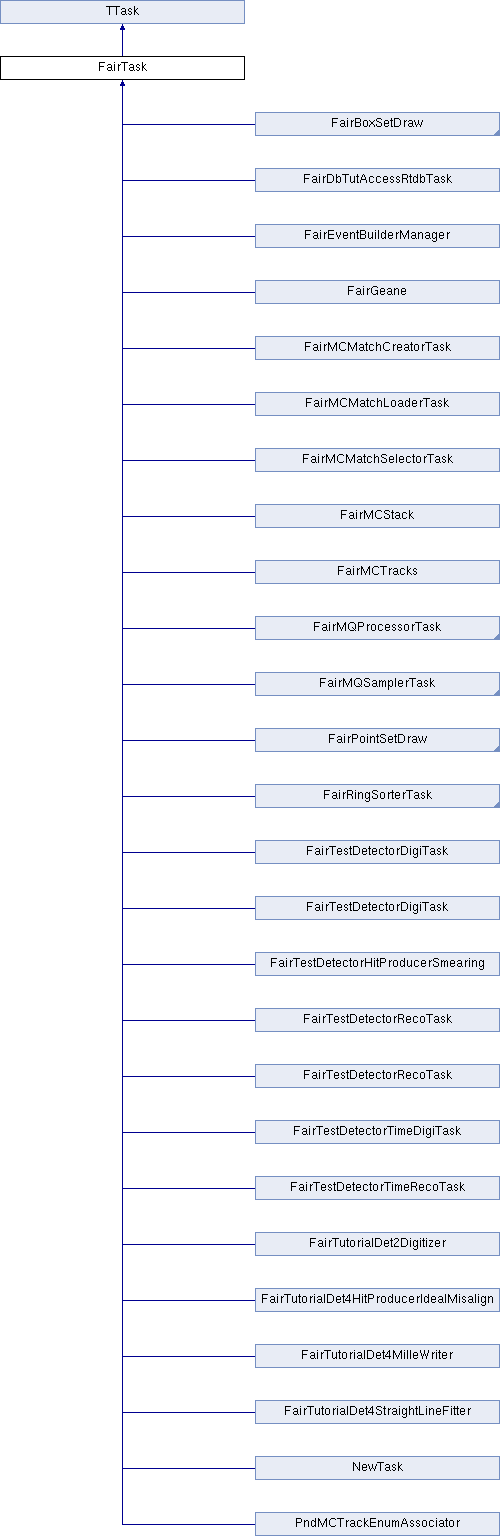 TTask
FairTask
FairBoxSetDraw
FairDbTutAccessRtdbTask
FairEventBuilderManager
FairGeane
FairMCMatchCreatorTask
FairMCMatchLoaderTask
FairMCMatchSelectorTask
FairMCStack
FairMCTracks
FairMQProcessorTask
FairMQSamplerTask
FairPointSetDraw
FairRingSorterTask
FairTestDetectorDigiTask
FairTestDetectorDigiTask
FairTestDetectorHitProducerSmearing
FairTestDetectorRecoTask
FairTestDetectorRecoTask
FairTestDetectorTimeDigiTask
FairTestDetectorTimeRecoTask
FairTutorialDet2Digitizer
FairTutorialDet4HitProducerIdealMisalign
FairTutorialDet4MilleWriter
FairTutorialDet4StraightLineFitter
NewTask
PndMCTrackEnumAssociator